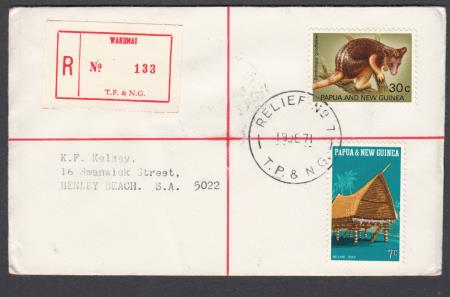 WAKUNAI
R No 133
T.P. & N.G.
30c
PAPUA AND NEW GUINEA
RELIEF No 7
19 JE 71
T.P. & N.G.
K.F. Kelsey,
16 Swanwick Street,
HENLEY BEACH. S.A. 5022
PAPUA & NEW GUINEA
7c